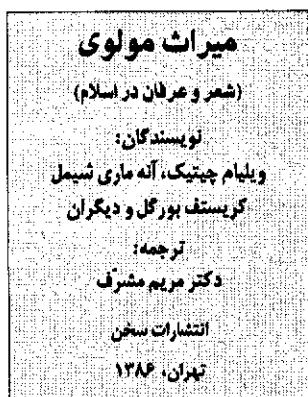 میراث مولوی
(شعر و عرفان در اسلام)
نویسندگان:
ویلیام چیتیک، آنه ماری شیمل
کریستف بورگل و دیگران
ترجمه:
دکتر مریم مشرّف
انتشارات سخن
تهران، ۱۳۸۶